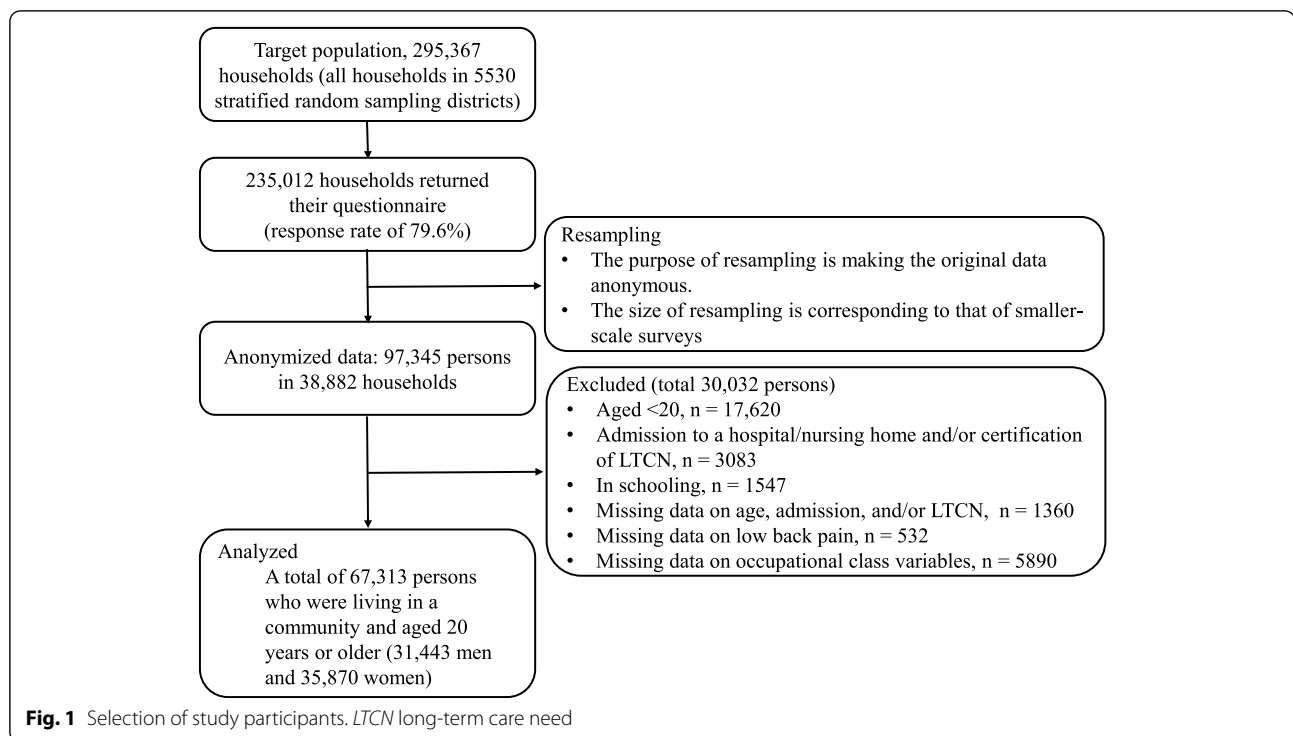 Target population, 295,367
households (all households in 5530
stratified random sampling districts)
235,012 households returned
their questionnaire
(response rate of 79.6%)
Resampling
• The purpose of resampling is making the original data
anonymous.
• The size of resampling is corresponding to that of smaller-
scale surveys
Anonymized data: 97,345 persons
in 38,882 households
Excluded (total 30,032 persons)
• Aged <20, n = 17,620
• Admission to a hospital/nursing home and/or certification
of LTCN, n = 3083
• In schooling, n = 1547
• Missing data on age, admission, and/or LTCN, n = 1360
• Missing data on low back pain, n = 532
• Missing data on occupational class variables, n = 5890
Analyzed
A total of 67,313 persons
who were living in a
community and aged 20
years or older (31,443 men
and 35,870 women)
Fig. 1 Selection of study participants. LTCN long-term care need